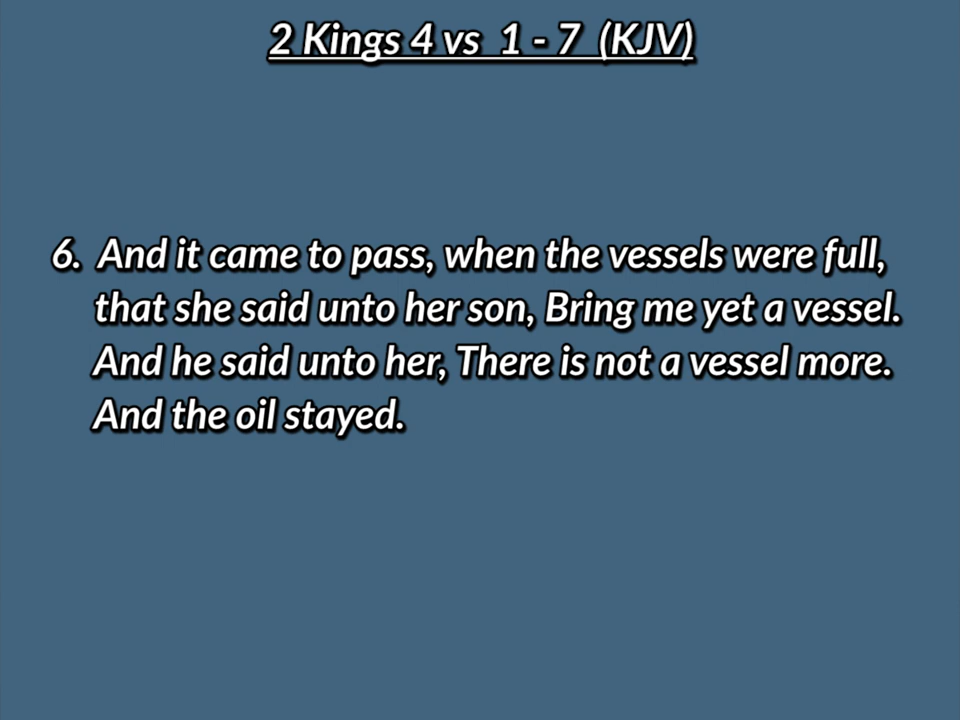 2 Kings 4 vs 1 - 7 (KJV)
6. And it came to pass, when the vessels were full,
that she said unto her son, Bring me yet a vessel.
And he said unto her, There is not a vessel more.
And the oil stayed.